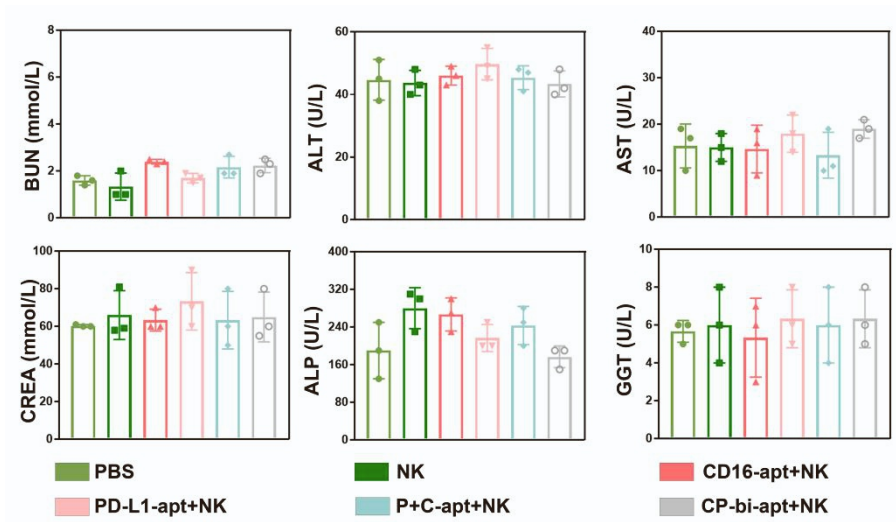 BUN (mmol/L)
8
6
4
2
0
ALT (U/L)
60
40
20
0
AST (U/L)
40
30
20
10
0
CREA (mmol/L)
100
80
60
40
20
0
ALP (U/L)
400
320
240
160
80
0
GGT (U/L)
10
8
6
4
2
0
PBS
NK
CD16-apt+NK
PD-L1-apt+NK
P+C-apt+NK
CP-bi-apt+NK